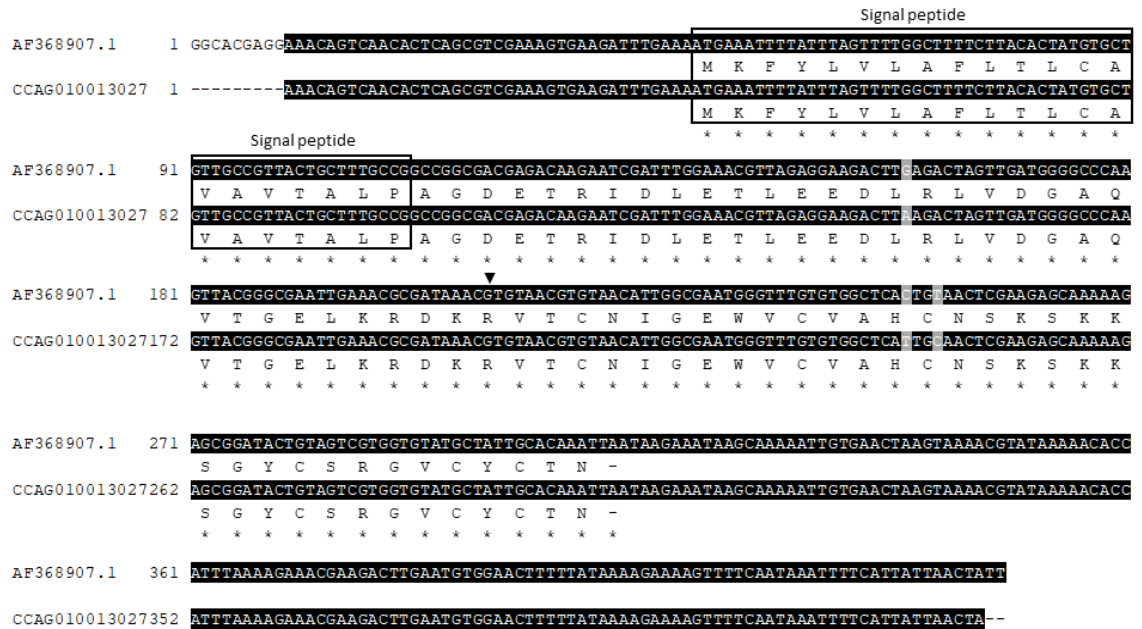 Signal peptide
AF368907.1 1 GGCACGAGGAAACAGTCAACACTCAGCGTCGAAAGTGAAGATTTGAAAATGAAATTTTATTTAGTTTTGGCTTTTCTTACACTATGTGCT
M K F Y L V L A F L T L C A
CCAG010013027 1 ---------AAACAGTCAACACTCAGCGTCGAAAGTGAAGATTTGAAAATGAAATTTTATTTAGTTTTGGCTTTTCTTACACTATGTGCT
M K F Y L V L A F L T L C A
* * * * * * * * * * * * * *
Signal peptide
AF368907.1 91 GTTGCCGTTACTGCTTTGCCGGCCGGCGACGAGACAAGAATCGATTTGGAAACGTTAGAGGAAGACTTGAGACTAGTTGATGGGGCCCAA
V A V T A L P A G D E T R I D L E T L E E D L R L V D G A Q
CCAG010013027 82 GTTGCCGTTACTGCTTTGCCGGCCGGCGACGAGACAAGAATCGATTTGGAAACGTTAGAGGAAGACTTAAGACTAGTTGATGGGGCCCAA
V A V T A L P A G D E T R I D L E T L E E D L R L V D G A Q
* * * * * * * * * * * * * * * * * * * * * * * * * * * * * *
▼
AF368907.1 181 GTTACGGGCGAATTGAAACGCGATAAACGTGTAACGTGTAACATTGGCGAATGGGTTTGTGTGGCTCACTGTAACTCGAAGAGCAAAAAG
V T G E L K R D K R V T C N I G E W V C V A H C N S K S K K
CCAG010013027172 GTTACGGGCGAATTGAAACGCGATAAACGTGTAACGTGTAACATTGGCGAATGGGTTTGTGTGGCTCATTGCAACTCGAAGAGCAAAAAG
V T G E L K R D K R V T C N I G E W V C V A H C N S K S K K
* * * * * * * * * * * * * * * * * * * * * * * * * * * * * *
AF368907.1 271 AGCGGATACTGTAGTCGTGGTGTATGCTATTGCACAAATTAATAAGAAATAAGCAAAAATTGTGAACTAAGTAAAACGTATAAAAACACC
S G Y C S R G V C Y C T N -
CCAG010013027262 AGCGGATACTGTAGTCGTGGTGTATGCTATTGCACAAATTAATAAGAAATAAGCAAAAATTGTGAACTAAGTAAAACGTATAAAAACACC
S G Y C S R G V C Y C T N -
* * * * * * * * * * * * * *
AF368907.1 361 ATTTAAAAGAAACGAAGACTTGAATGTGGAACTTTTTATAAAAGAAAAGTTTTCAATAAATTTTCATTATTAACTATT
CCAG010013027352 ATTTAAAAGAAACGAAGACTTGAATGTGGAACTTTTTATAAAAGAAAAGTTTTCAATAAATTTTCATTATTAACTA--